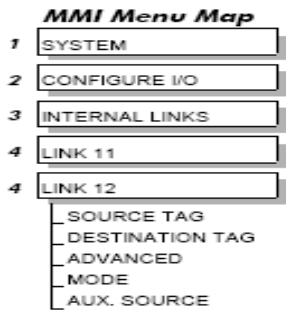 MMI Menu Map
1 SYSTEM
2 CONFIGURE I/O
3 INTERNAL LINKS
4 LINK 11
4 LINK 12
SOURCE TAG
DESTINATION TAG
ADVANCED
MODE
AUX. SOURCE